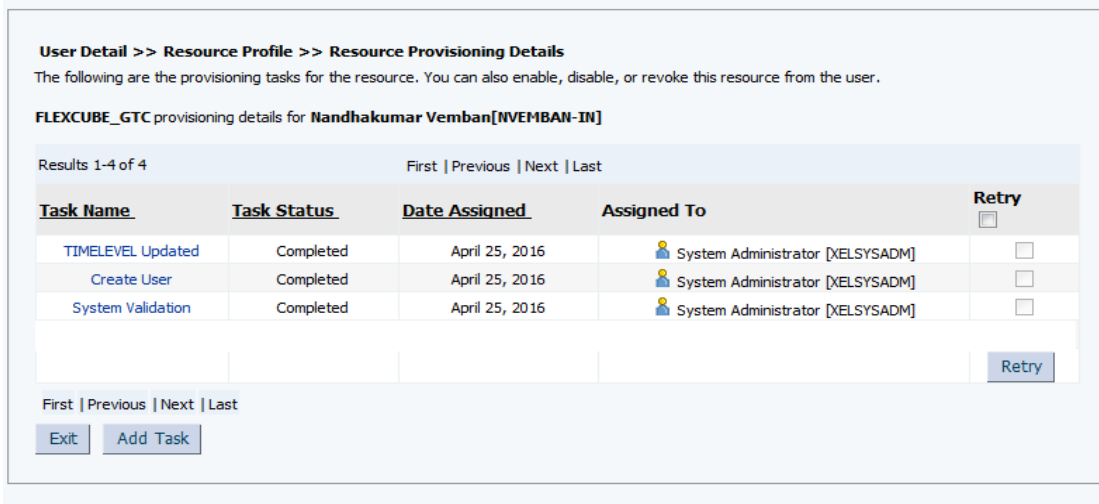 User Detail >> Resource Profile >> Resource Provisioning Details
The following are the provisioning tasks for the resource. You can also enable, disable, or revoke this resource from the user.
FLEXCUBE_GTC provisioning details for Nandhakumar Vemban[NVEMBAN-IN]
Results 1-4 of 4 First | Previous | Next | Last
Task Name Task Status Date Assigned Assigned To Retry
TIMELEVEL Updated Completed April 25, 2016 System Administrator [XELSYSADM]
Create User Completed April 25, 2016 System Administrator [XELSYSADM]
System Validation Completed April 25, 2016 System Administrator [XELSYSADM]
Retry
First | Previous | Next | Last
Exit Add Task